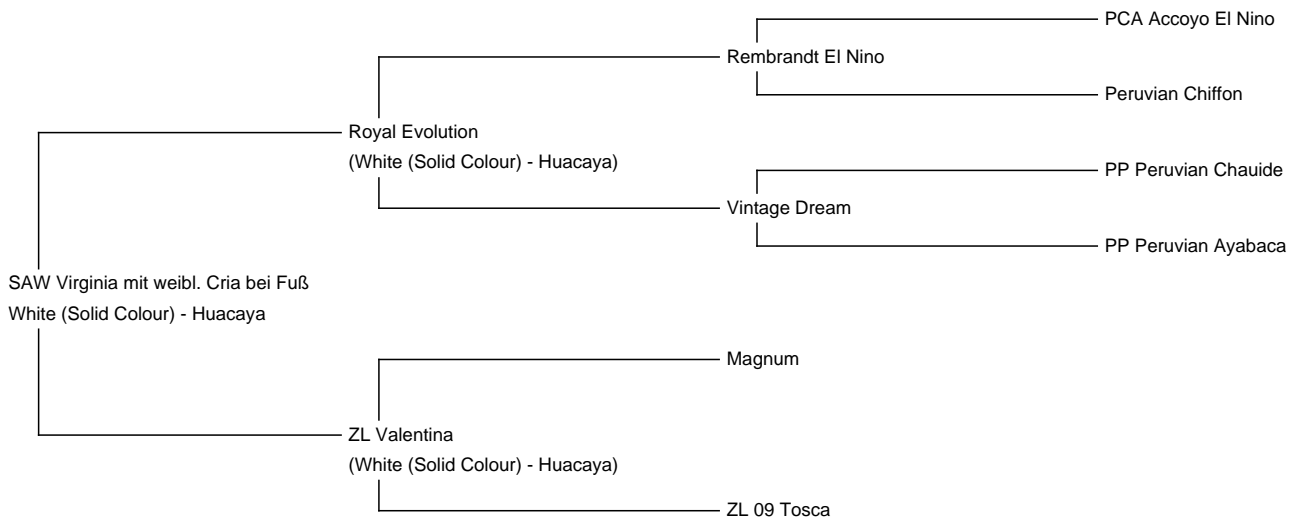 PCA Accoyo El Nino
Rembrandt El Nino
Peruvian Chiffon
Royal Evolution
(White (Solid Colour) - Huacaya)
PP Peruvian Chauide
Vintage Dream
PP Peruvian Ayabaca
SAW Virginia mit weibl. Cria bei Fuß
White (Solid Colour) - Huacaya
Magnum
ZL Valentina
(White (Solid Colour) - Huacaya)
ZL 09 Tosca